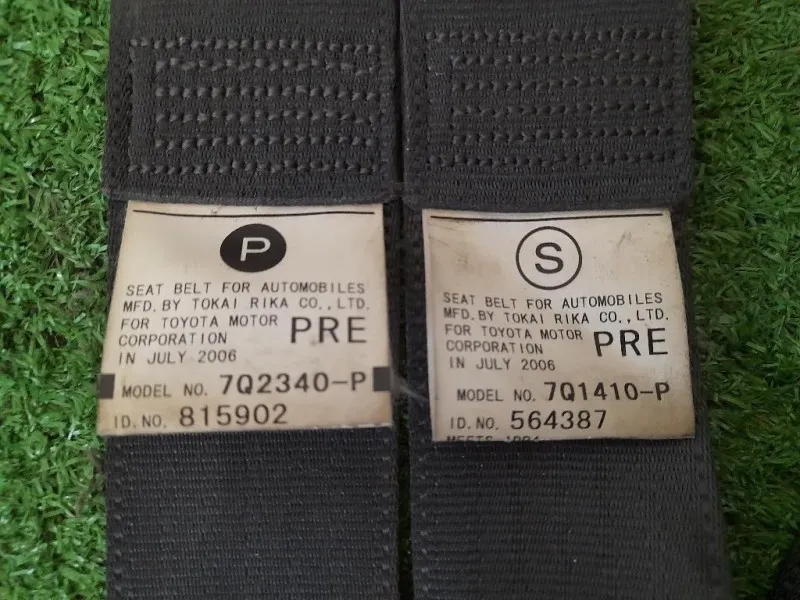 P
SEAT BELT FOR AUTOMOBILES
MFD. BY TOKAI RIKA CO., LTD.
FOR TOYOTA MOTOR
CORPORATION PRE
IN JULY 2006
MODEL NO. 7Q2340-P
ID. NO. 815902
S
SEAT BELT FOR AUTOMOBILES
MFD. BY TOKAI RIKA CO., LTD.
FOR TOYOTA MOTOR
CORPORATION PRE
IN JULY 2006
MODEL NO. 7Q1410-P
ID. NO. 564387